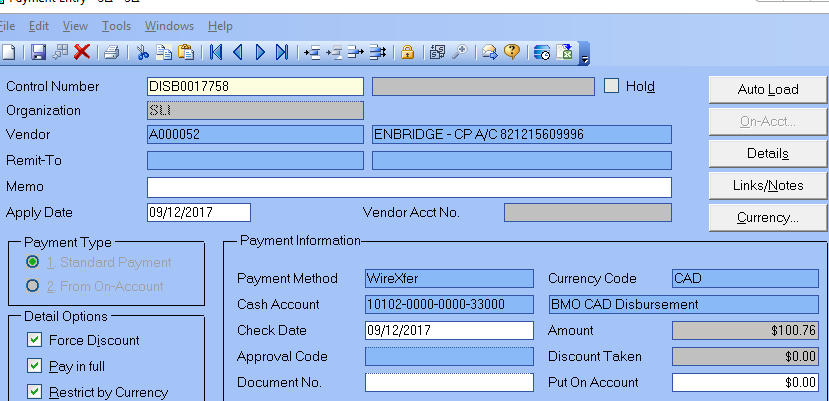 File Edit View Tools Windows Help
Control Number DISB0017758 Hold Auto Load
Organization SLI On-Acct...
Vendor A000052 ENBRIDGE - CP A/C 821215609996 Details
Remit-To Links/Notes
Memo
Apply Date 09/12/2017 Vendor Acct No. Currency...
Payment Type Payment Information
1. Standard Payment Payment Method WireXfer Currency Code CAD
2. From On-Account Cash Account 10102-0000-0000-33000 BMO CAD Disbursement
Detail Options Check Date 09/12/2017 Amount $100.76
Force Discount Approval Code Discount Taken $0.00
Pay in full Document No. Put On Account $0.00
Restrict by Currency